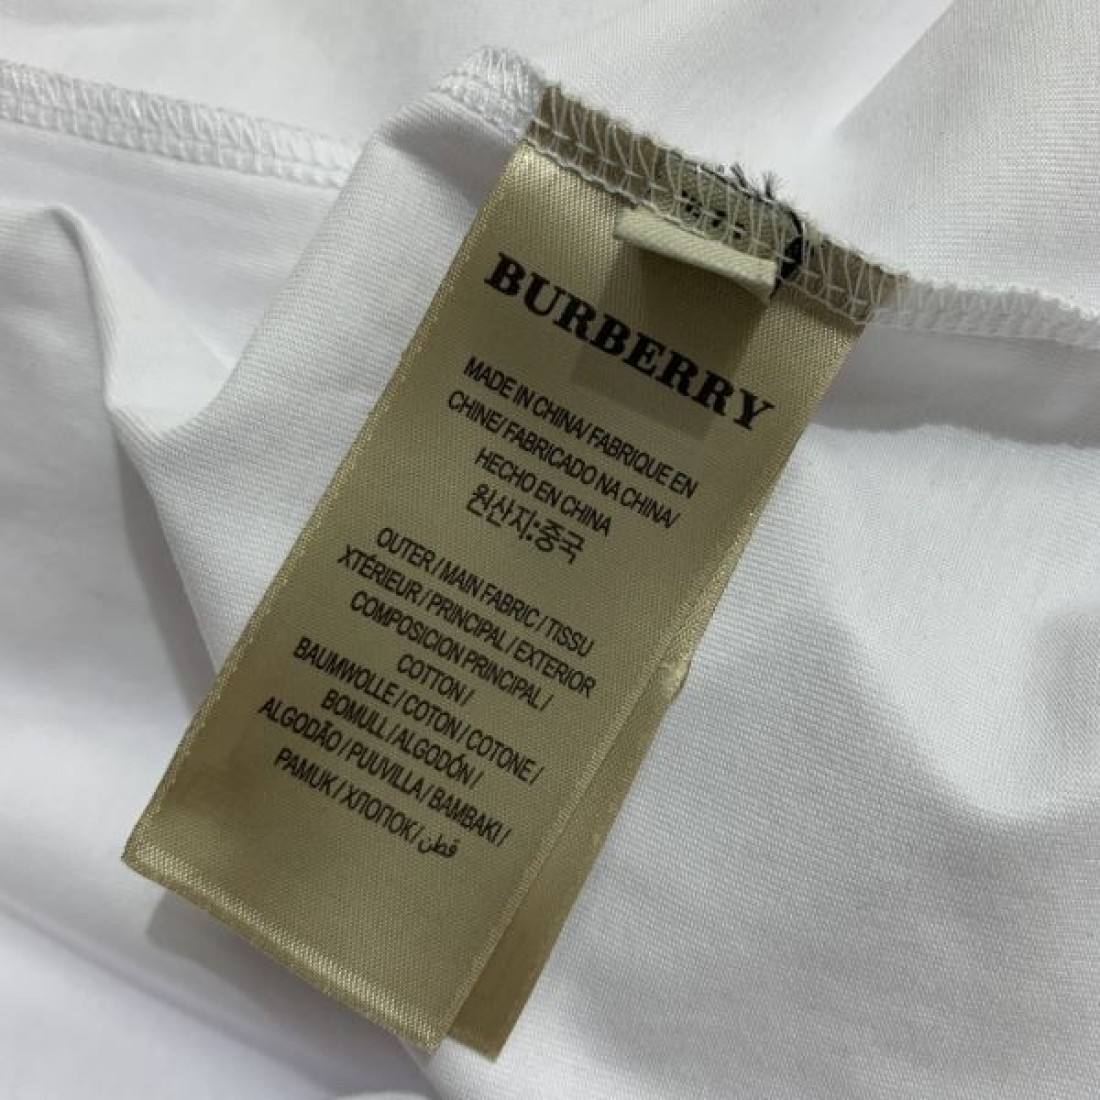 BURBERRY
MADE IN CHINA/ FABRIQUE EN
CHINE/ FABRICADO NA CHINA/
HECHO EN CHINA
원산지:중국
OUTER / MAIN FABRIC / TISSU
XTÉRIEUR / PRINCIPAL / EXTERIOR
COMPOSICION PRINCIPAL /
COTTON /
BAUMWOLLE / COTON / COTONE /
BOMULL / ALGODÓN /
ALGODÃO / PUUVILLA / BAMBAKI /
PAMUK / ХЛОПОК / قطن